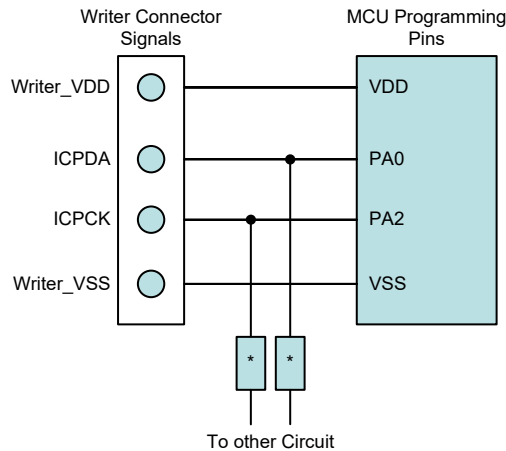 Writer Connector
Signals
MCU Programming
Pins
Writer_VDD
VDD
ICPDA
PA0
ICPCK
PA2
Writer_VSS
VSS
*
*
To other Circuit